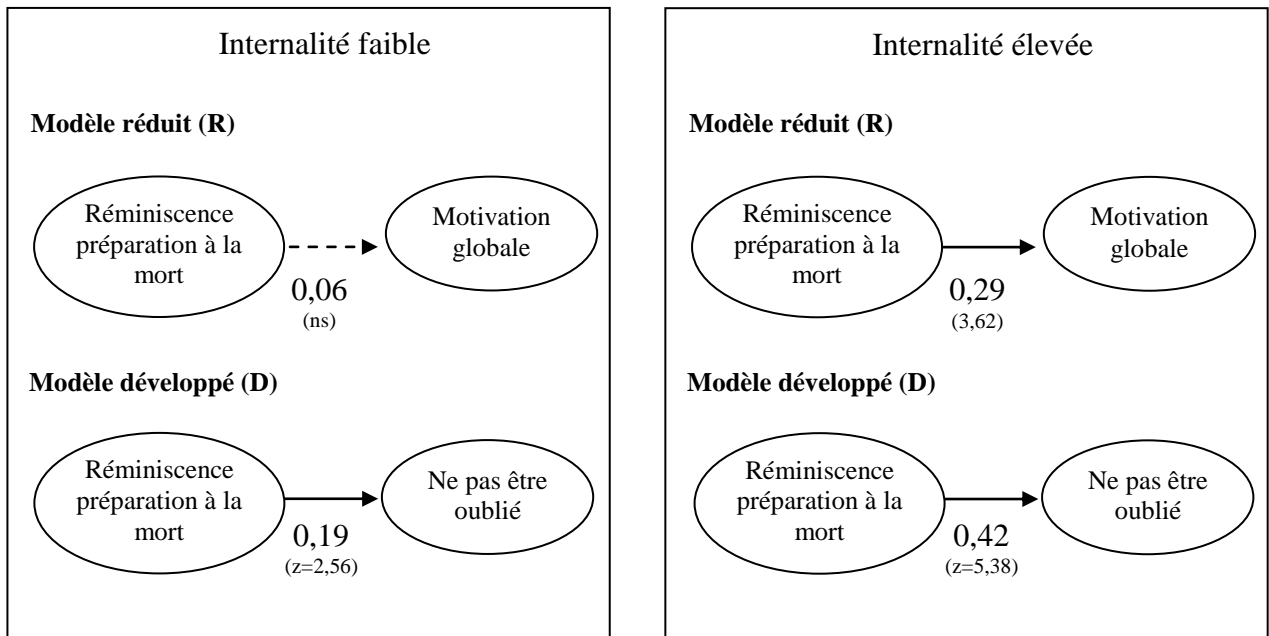 Internalité faible
Modèle réduit (R)
Réminiscence
préparation à la
mort
Motivation
globale
0,06
(ns)
Modèle développé (D)
Réminiscence
préparation à la
mort
Ne pas être
oublié
0,19
(z=2,56)
Internalité élevée
Modèle réduit (R)
Réminiscence
préparation à la
mort
Motivation
globale
0,29
(3,62)
Modèle développé (D)
Réminiscence
préparation à la
mort
Ne pas être
oublié
0,42
(z=5,38)